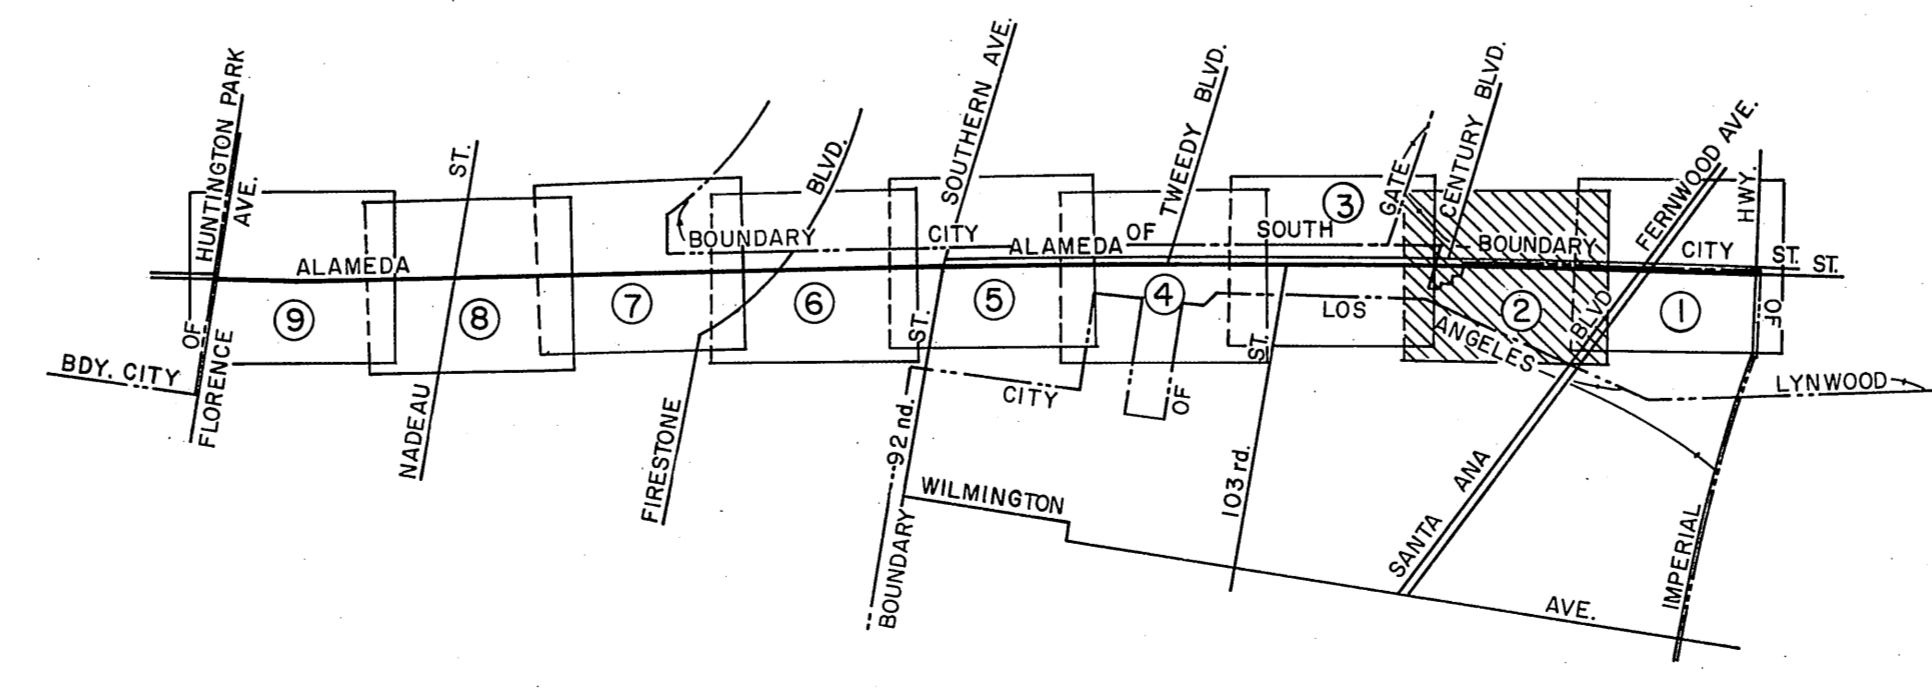 HUNTINGTON PARK
AVE.
OF
FLORENCE
BDY. CITY
ALAMEDA
9
ST.
NADEAU
8
7
BOUNDARY
BLVD.
FIRESTONE
6
SOUTHERN AVE.
CITY
ALAMEDA
ST.
92 nd.
BOUNDARY
5
CITY
WILMINGTON
TWEEDY BLVD.
OF
4
OF
SOUTH
3
GATE
ST.
103 rd.
LOS
CENTURY BLVD.
BOUNDARY
2
ANGELES
FERNWOOD AVE.
BLVD
SANTA ANA
CITY
1
HWY.
ST. ST.
OF
LYNWOOD
IMPERIAL
AVE.